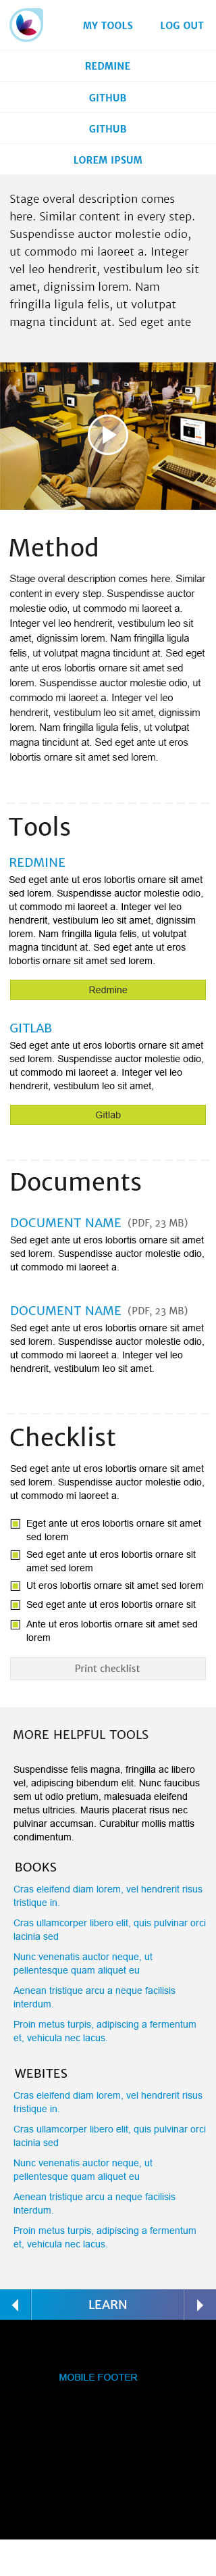 MY TOOLS
LOG OUT
REDMINE
GITHUB
GITHUB
LOREM IPSUM
Stage overal description comes
here. Similar content in every step.
Suspendisse auctor molestie odio,
ut commodo mi laoreet a. Integer
vel leo hendrerit, vestibulum leo sit
amet, dignissim lorem. Nam
fringilla ligula felis, ut volutpat
magna tincidunt at. Sed eget ante
Method
Stage overal description comes here. Similar
content in every step. Suspendisse auctor
molestie odio, ut commodo mi laoreet a.
Integer vel leo hendrerit, vestibulum leo sit
amet, dignissim lorem. Nam fringilla ligula
felis, ut volutpat magna tincidunt at. Sed eget
ante ut eros lobortis ornare sit amet sed
lorem. Suspendisse auctor molestie odio, ut
commodo mi laoreet a. Integer vel leo
hendrerit, vestibulum leo sit amet, dignissim
lorem. Nam fringilla ligula felis, ut volutpat
magna tincidunt at. Sed eget ante ut eros
lobortis ornare sit amet sed lorem.
Tools
REDMINE
Sed eget ante ut eros lobortis ornare sit amet
sed lorem. Suspendisse auctor molestie odio,
ut commodo mi laoreet a. Integer vel leo
hendrerit, vestibulum leo sit amet, dignissim
lorem. Nam fringilla ligula felis, ut volutpat
magna tincidunt at. Sed eget ante ut eros
lobortis ornare sit amet sed lorem.
Redmine
GITLAB
Sed eget ante ut eros lobortis ornare sit amet
sed lorem. Suspendisse auctor molestie odio,
ut commodo mi laoreet a. Integer vel leo
hendrerit, vestibulum leo sit amet,
Gitlab
Documents
DOCUMENT NAME (PDF, 23 MB)
Sed eget ante ut eros lobortis ornare sit amet
sed lorem. Suspendisse auctor molestie odio,
ut commodo mi laoreet a.
DOCUMENT NAME (PDF, 23 MB)
Sed eget ante ut eros lobortis ornare sit amet
sed lorem. Suspendisse auctor molestie odio,
ut commodo mi laoreet a. Integer vel leo
hendrerit, vestibulum leo sit amet.
Checklist
Sed eget ante ut eros lobortis ornare sit amet
sed lorem. Suspendisse auctor molestie odio,
ut commodo mi laoreet a.
Eget ante ut eros lobortis ornare sit amet
sed lorem
Sed eget ante ut eros lobortis ornare sit
amet sed lorem
Ut eros lobortis ornare sit amet sed lorem
Sed eget ante ut eros lobortis ornare sit
Ante ut eros lobortis ornare sit amet sed
lorem
Print checklist
MORE HELPFUL TOOLS
Suspendisse felis magna, fringilla ac libero
vel, adipiscing bibendum elit. Nunc faucibus
sem ut odio pretium, malesuada eleifend
metus ultricies. Mauris placerat risus nec
pulvinar accumsan. Curabitur mollis mattis
condimentum.
BOOKS
Cras eleifend diam lorem, vel hendrerit risus
tristique in.
Cras ullamcorper libero elit, quis pulvinar orci
lacinia sed
Nunc venenatis auctor neque, ut
pellentesque quam aliquet eu
Aenean tristique arcu a neque facilisis
interdum.
Proin metus turpis, adipiscing a fermentum
et, vehicula nec lacus.
WEBITES
Cras eleifend diam lorem, vel hendrerit risus
tristique in.
Cras ullamcorper libero elit, quis pulvinar orci
lacinia sed
Nunc venenatis auctor neque, ut
pellentesque quam aliquet eu
Aenean tristique arcu a neque facilisis
interdum.
Proin metus turpis, adipiscing a fermentum
et, vehicula nec lacus.
LEARN
MOBILE FOOTER